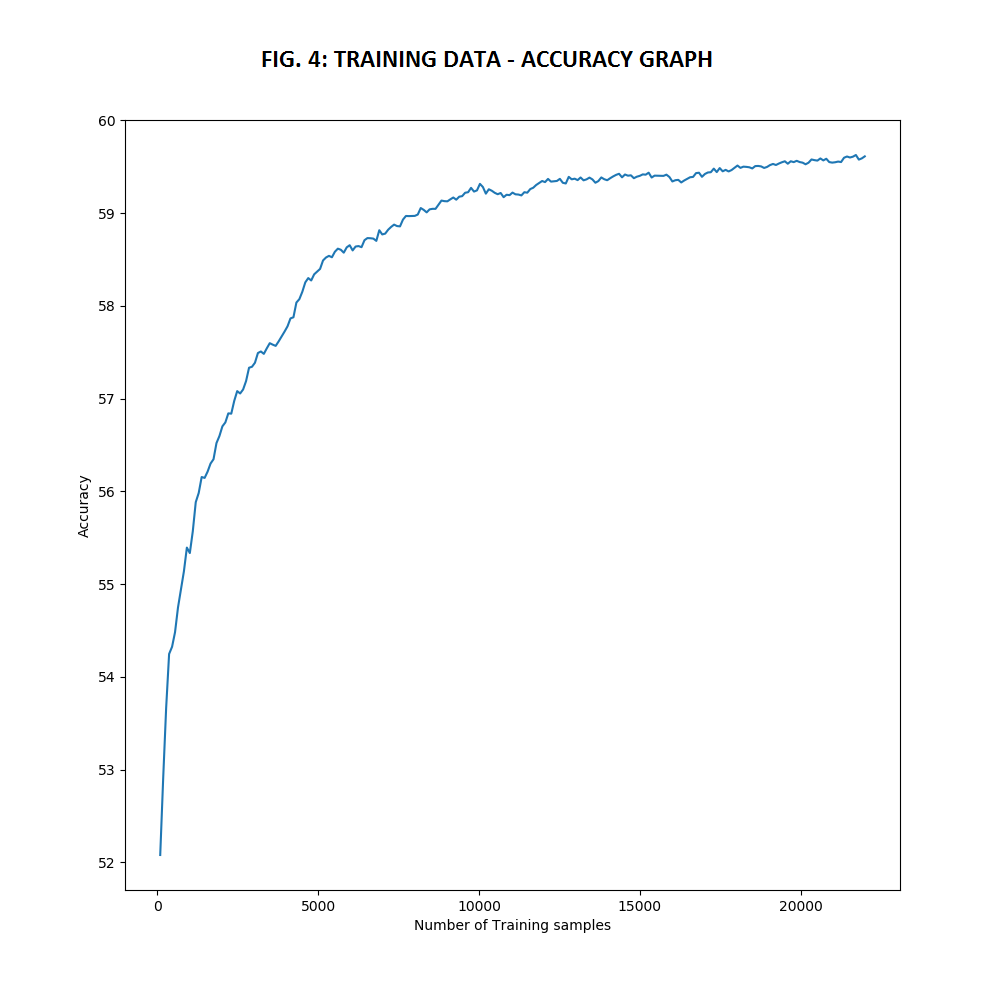 FIG. 4: TRAINING DATA - ACCURACY GRAPH
60
59
58
57
56
55
54
53
52
Accuracy
0 5000 10000 15000 20000
Number of Training samples